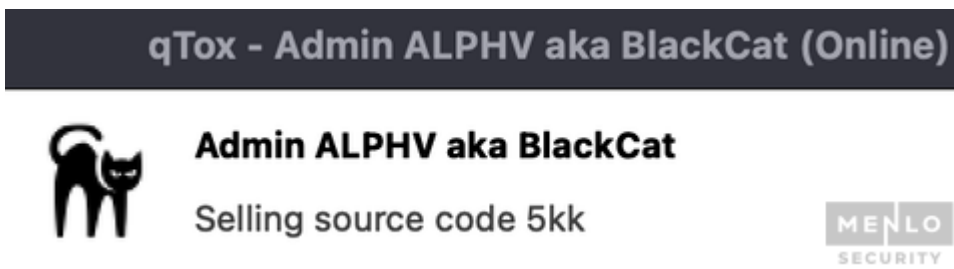 qTox - Admin ALPHV aka BlackCat (Online)
Admin ALPHV aka BlackCat
Selling source code 5kk
MENLO
SECURITY